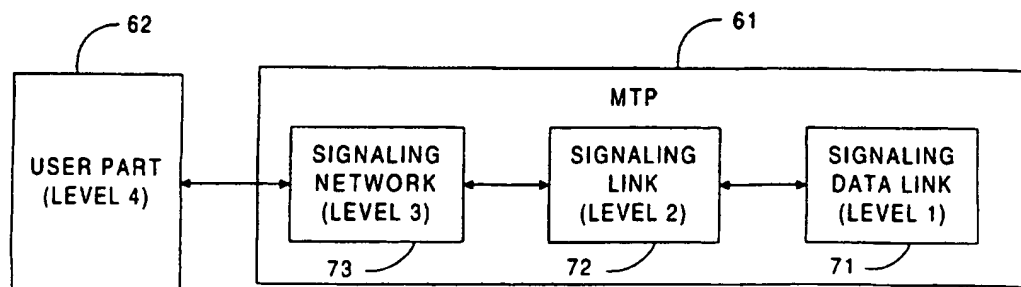 62
61
MTP
USER PART
(LEVEL 4)
SIGNALING
NETWORK
(LEVEL 3)
SIGNALING
LINK
(LEVEL 2)
SIGNALING
DATA LINK
(LEVEL 1)
73
72
71